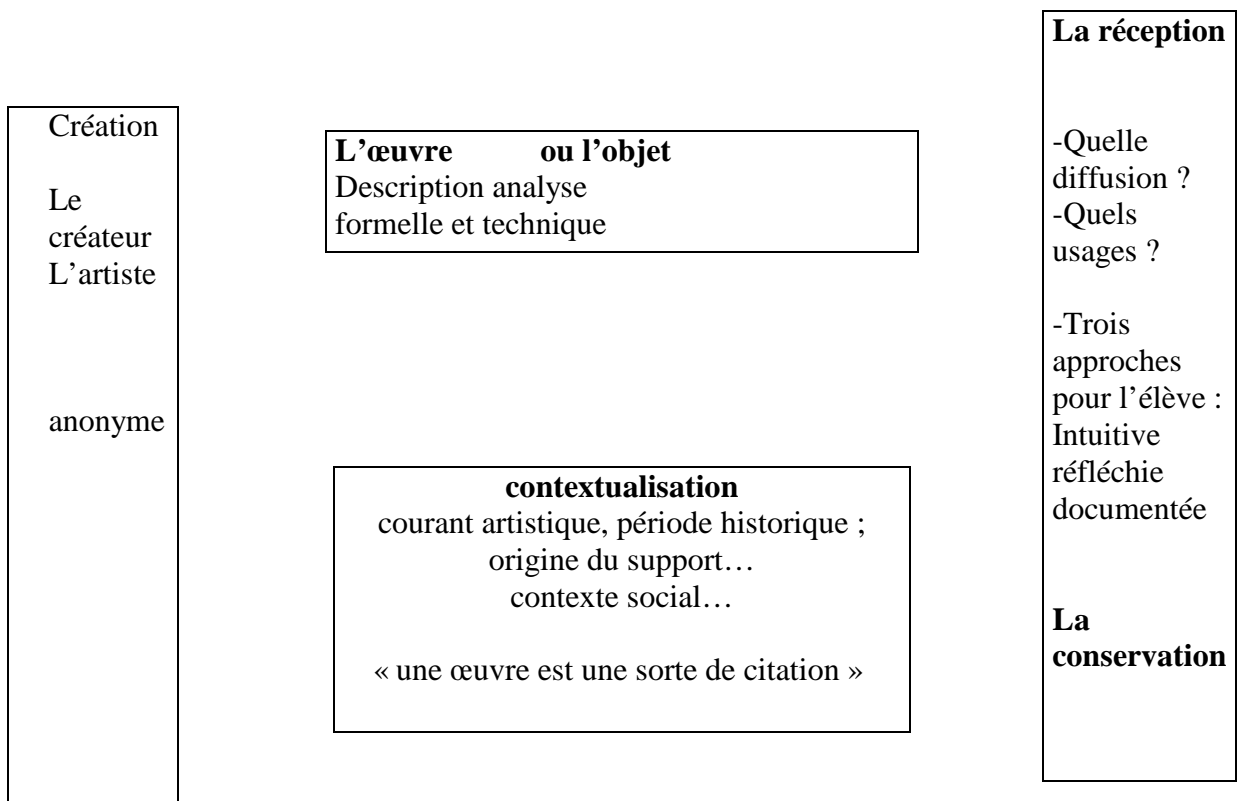 Création
Le
créateur
L’artiste
anonyme
L’œuvre ou l’objet
Description analyse
formelle et technique
contextualisation
courant artistique, période historique ;
origine du support…
contexte social…
« une œuvre est une sorte de citation »
La réception
-Quelle
diffusion ?
-Quels
usages ?
-Trois
approches
pour l’élève :
Intuitive
réfléchie
documentée
La
conservation